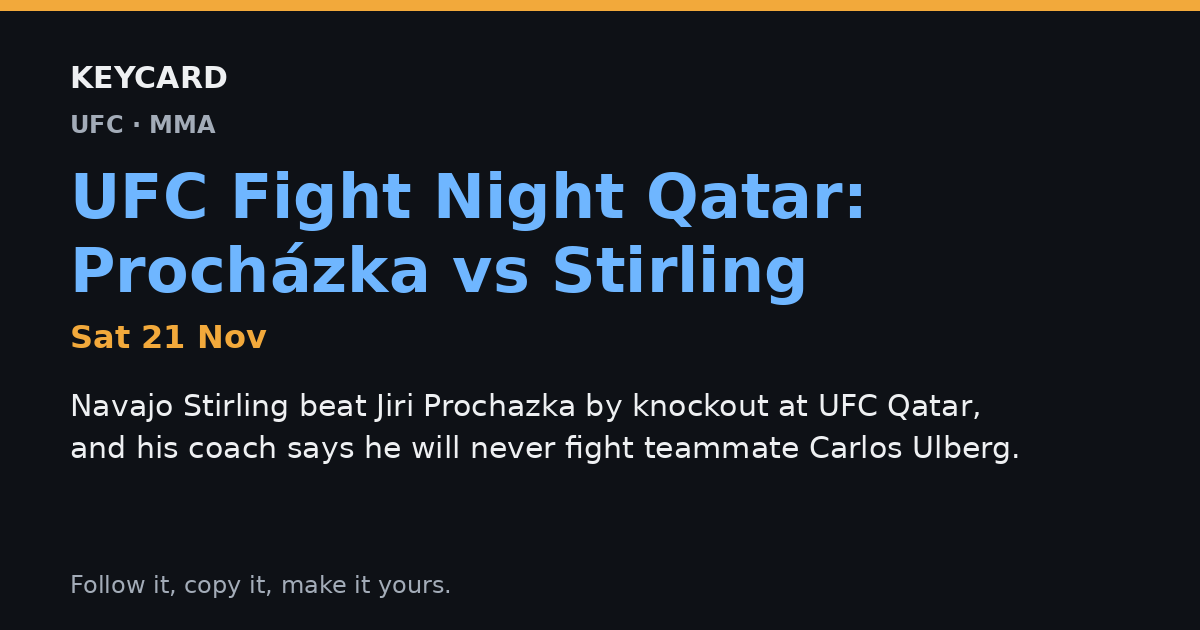 KEYCARD
UFC · MMA
UFC Fight Night Qatar:
Procházka vs Stirling
Sat 21 Nov
Navajo Stirling beat Jiri Prochazka by knockout at UFC Qatar,
and his coach says he will never fight teammate Carlos Ulberg.
Follow it, copy it, make it yours.